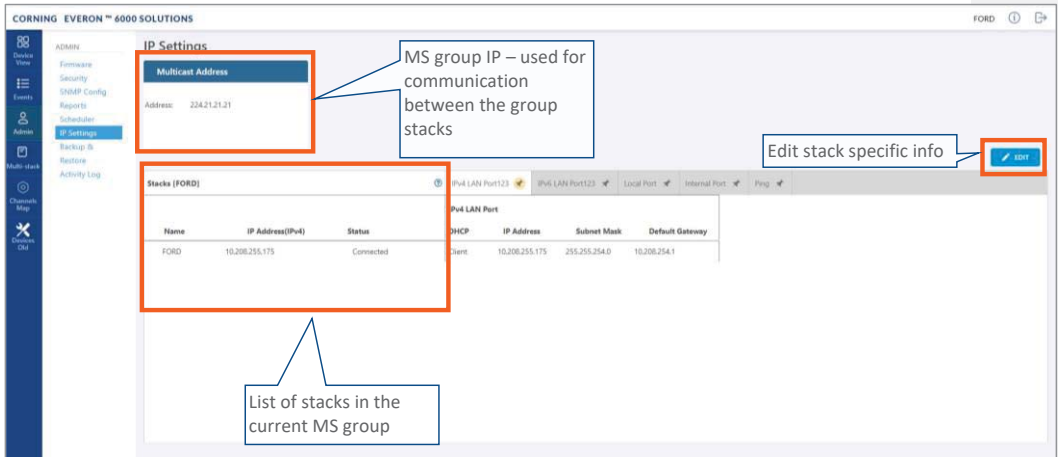 CORNING EVERON ™ 6000 SOLUTIONS
FORD
Device
View
Events
Admin
Multi-stack
Channels
Map
Devices
Old
ADMIN
Firmware
Security
SNMP Config
Reports
Scheduler
IP Settings
Backup &
Restore
Activity Log
IP Settings
Multicast Address
Address: 224.21.21.21
MS group IP – used for
communication
between the group
stacks
Edit stack specific info
EDIT
Stacks [FORD]
IPv4 LAN Port123 IPv6 LAN Port123 Local Port Internal Port Ping
IPv4 LAN Port
Name IP Address(IPv4) Status DHCP IP Address Subnet Mask Default Gateway
FORD 10.208.255.175 Connected Client 10.208.255.175 255.255.254.0 10.208.254.1
List of stacks in the
current MS group